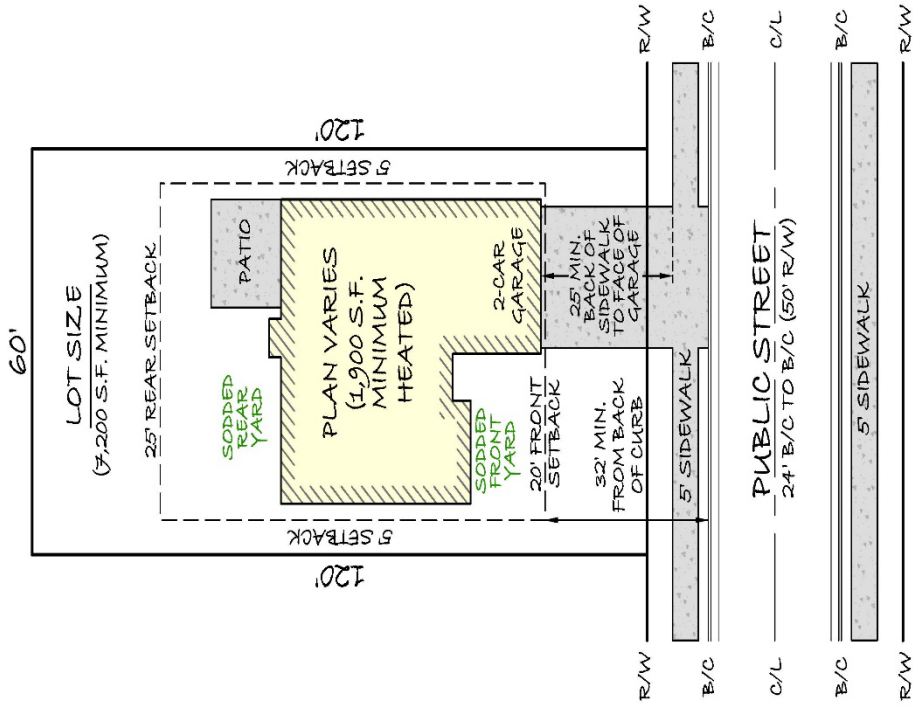 60'
LOT SIZE
(7,200 S.F. MINIMUM)
25' REAR SETBACK
120'
5' SETBACK
PATIO
SODDED
REAR
YARD
PLAN VARIES
(1,900 S.F.
MINIMUM
HEATED)
2-CAR
GARAGE
5' SETBACK
120'
SODDED
FRONT
YARD
20' FRONT
SETBACK
25' MIN.
BACK OF
SIDEWALK
TO FACE OF
GARAGE
32' MIN.
FROM BACK
OF CURB
R/W
R/W
5' SIDEWALK
B/C
B/C
PUBLIC STREET
C/L
C/L
24' B/C TO B/C (50' R/W)
B/C
B/C
5' SIDEWALK
R/W
R/W